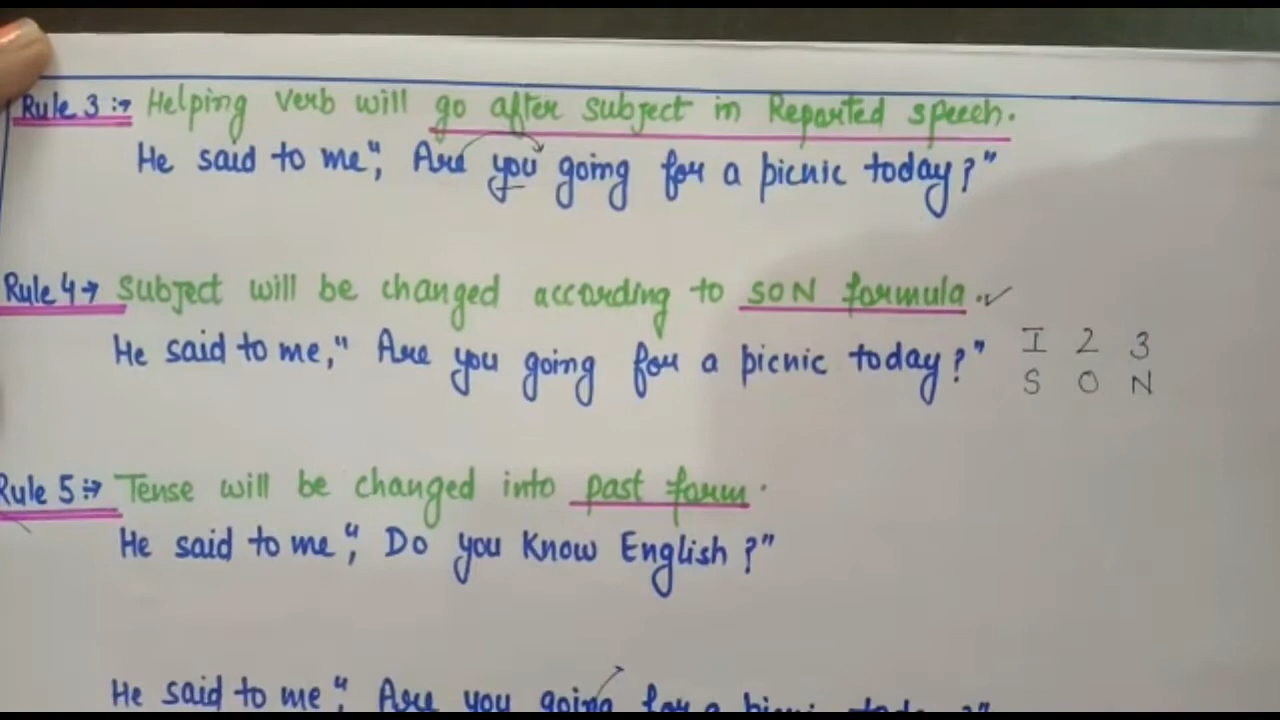 Rule 3 :→ Helping verb will go after subject in Reported speech.
He said to me", Are you going for a picnic today?"
Rule 4 → Subject will be changed according to SON formula.
He said to me," Are you going for a picnic today?"
I 2 3
S O N
Rule 5 :→ Tense will be changed into past form.
He said to me", Do you know English?"
He said to me", Are you going for a picnic today?"